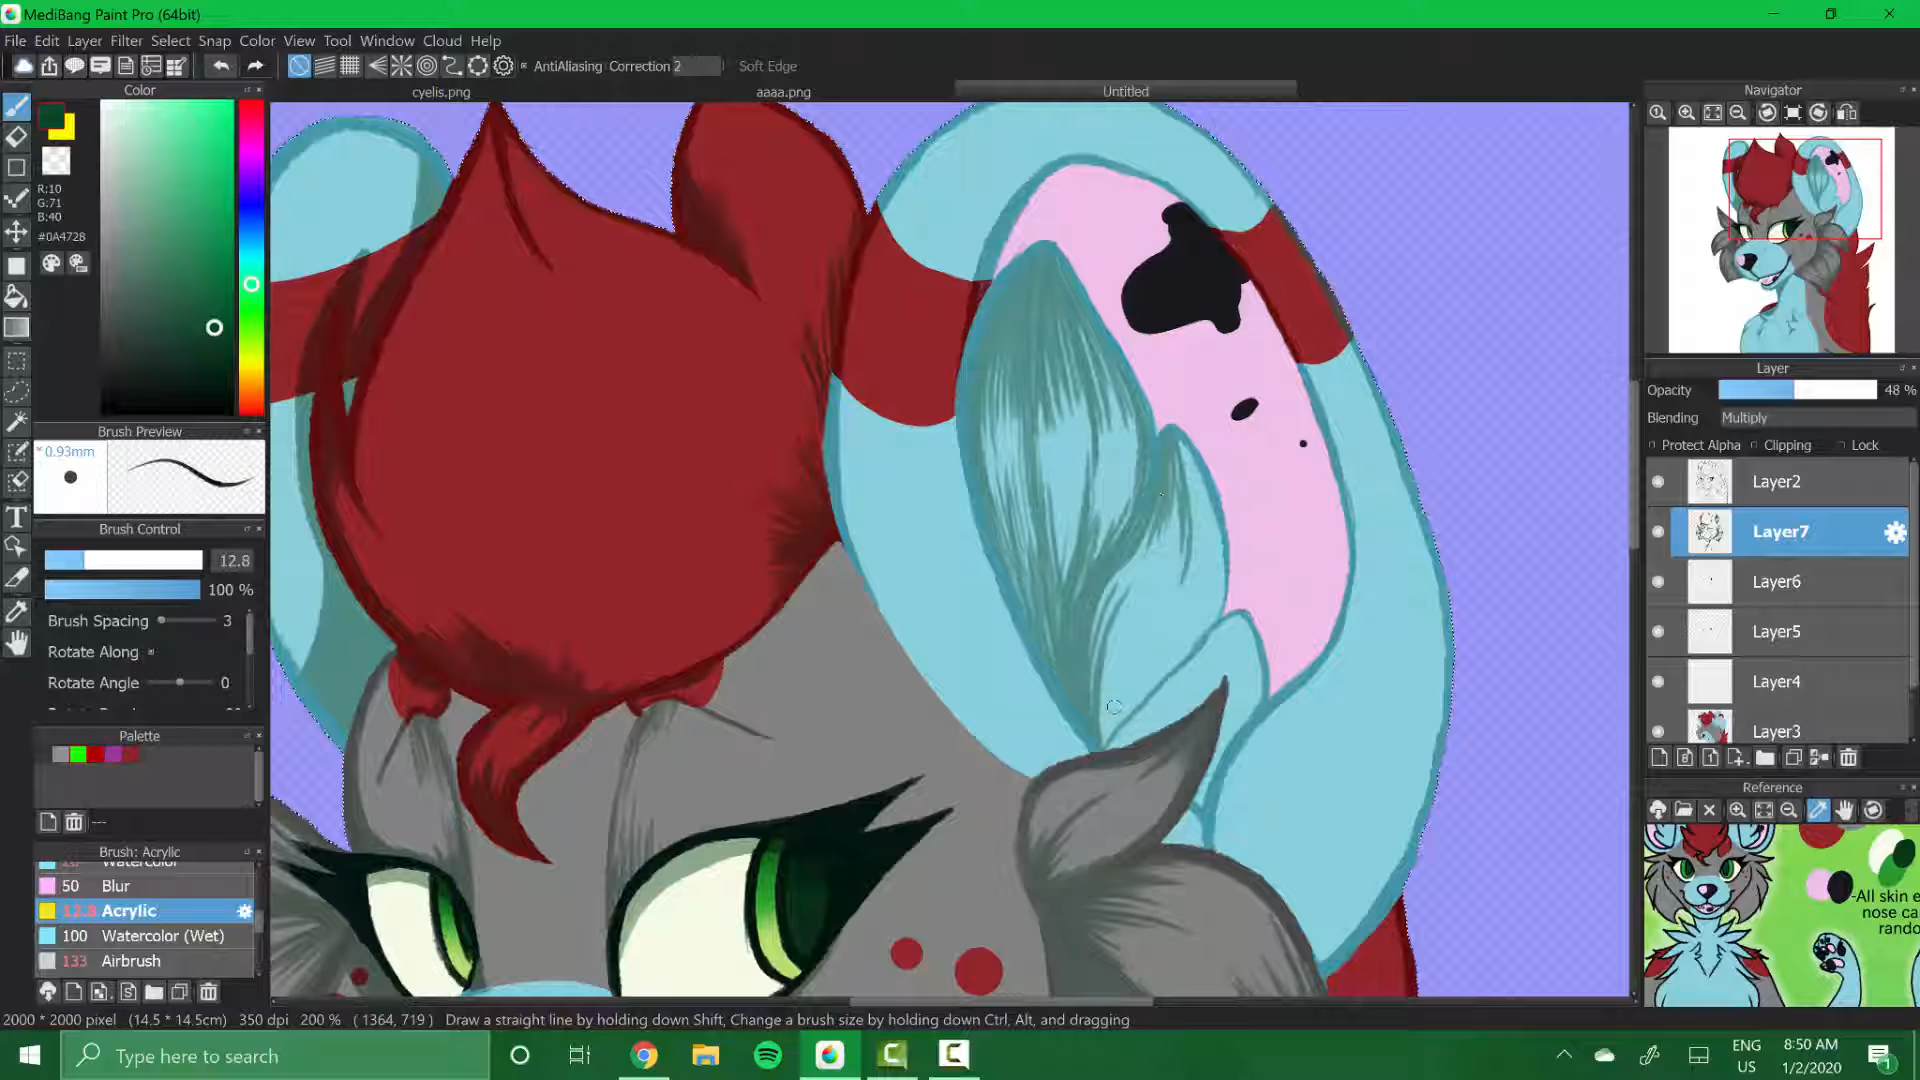 MediBang Paint Pro (64bit)
File Edit Layer Filter Select Snap Color View Tool Window Cloud Help
AntiAliasing Correction 2 Soft Edge
Color
cyelis.png aaaa.png Untitled
Navigator
R:10
G:71
B:40
#0A4728
Layer
Opacity 48 %
Blending Multiply
Protect Alpha Clipping Lock
Brush Preview
* 0.93mm
Layer2
Layer7
Layer6
Layer5
Layer4
Layer3
Brush Control
12.8
100 %
Brush Spacing 3
Rotate Along
Rotate Angle 0
Palette
---
Reference
Brush: Acrylic
Watercolor
50 Blur
12.8 Acrylic
100 Watercolor (Wet)
133 Airbrush
-All skin e
nose ca
rando
2000 * 2000 pixel (14.5 * 14.5cm) 350 dpi 200 % ( 1364, 719 ) Draw a straight line by holding down Shift, Change a brush size by holding down Ctrl, Alt, and dragging
Type here to search
ENG
US
8:50 AM
1/2/2020
1